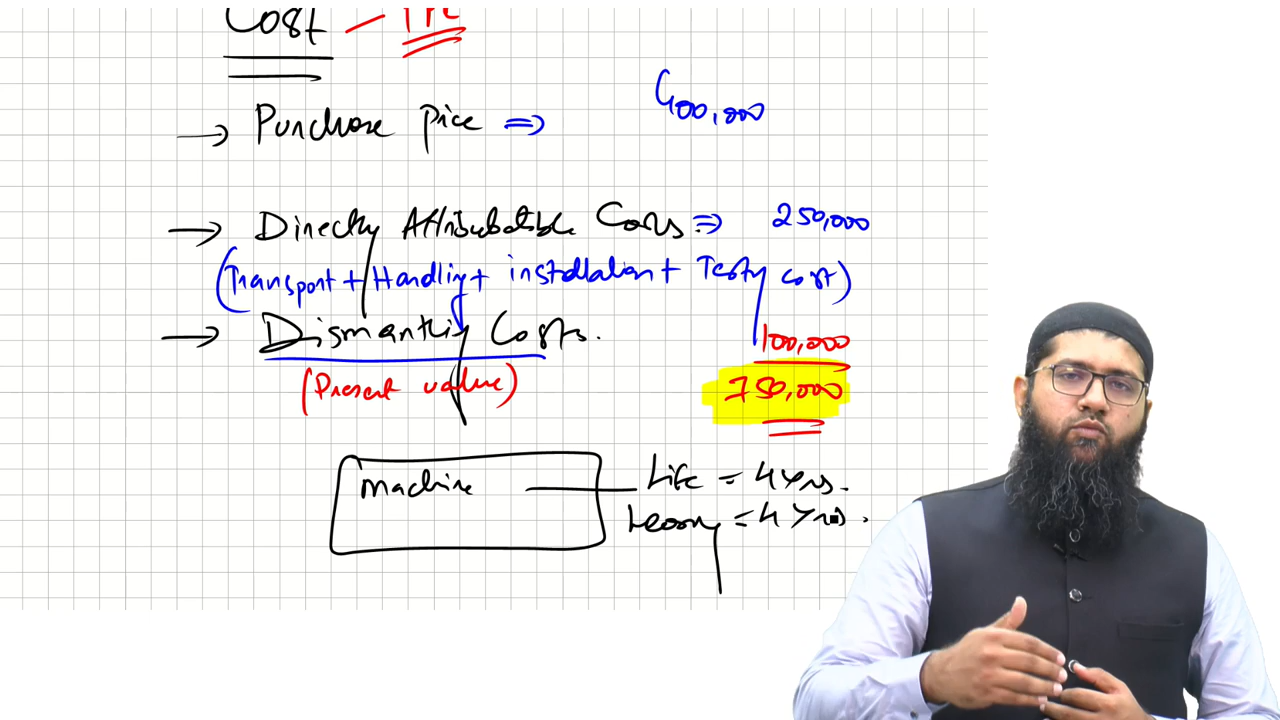 Cost
→ Purchase Price ⇒ 400,000
→ Directly Attributable Costs ⇒ 250,000
(Transport + Handling + installation + Testing cost)
→ Dismantling Costs. 100,000
(Present value) 750,000
machine Life = 4 yrs.
= 4 Yrs.